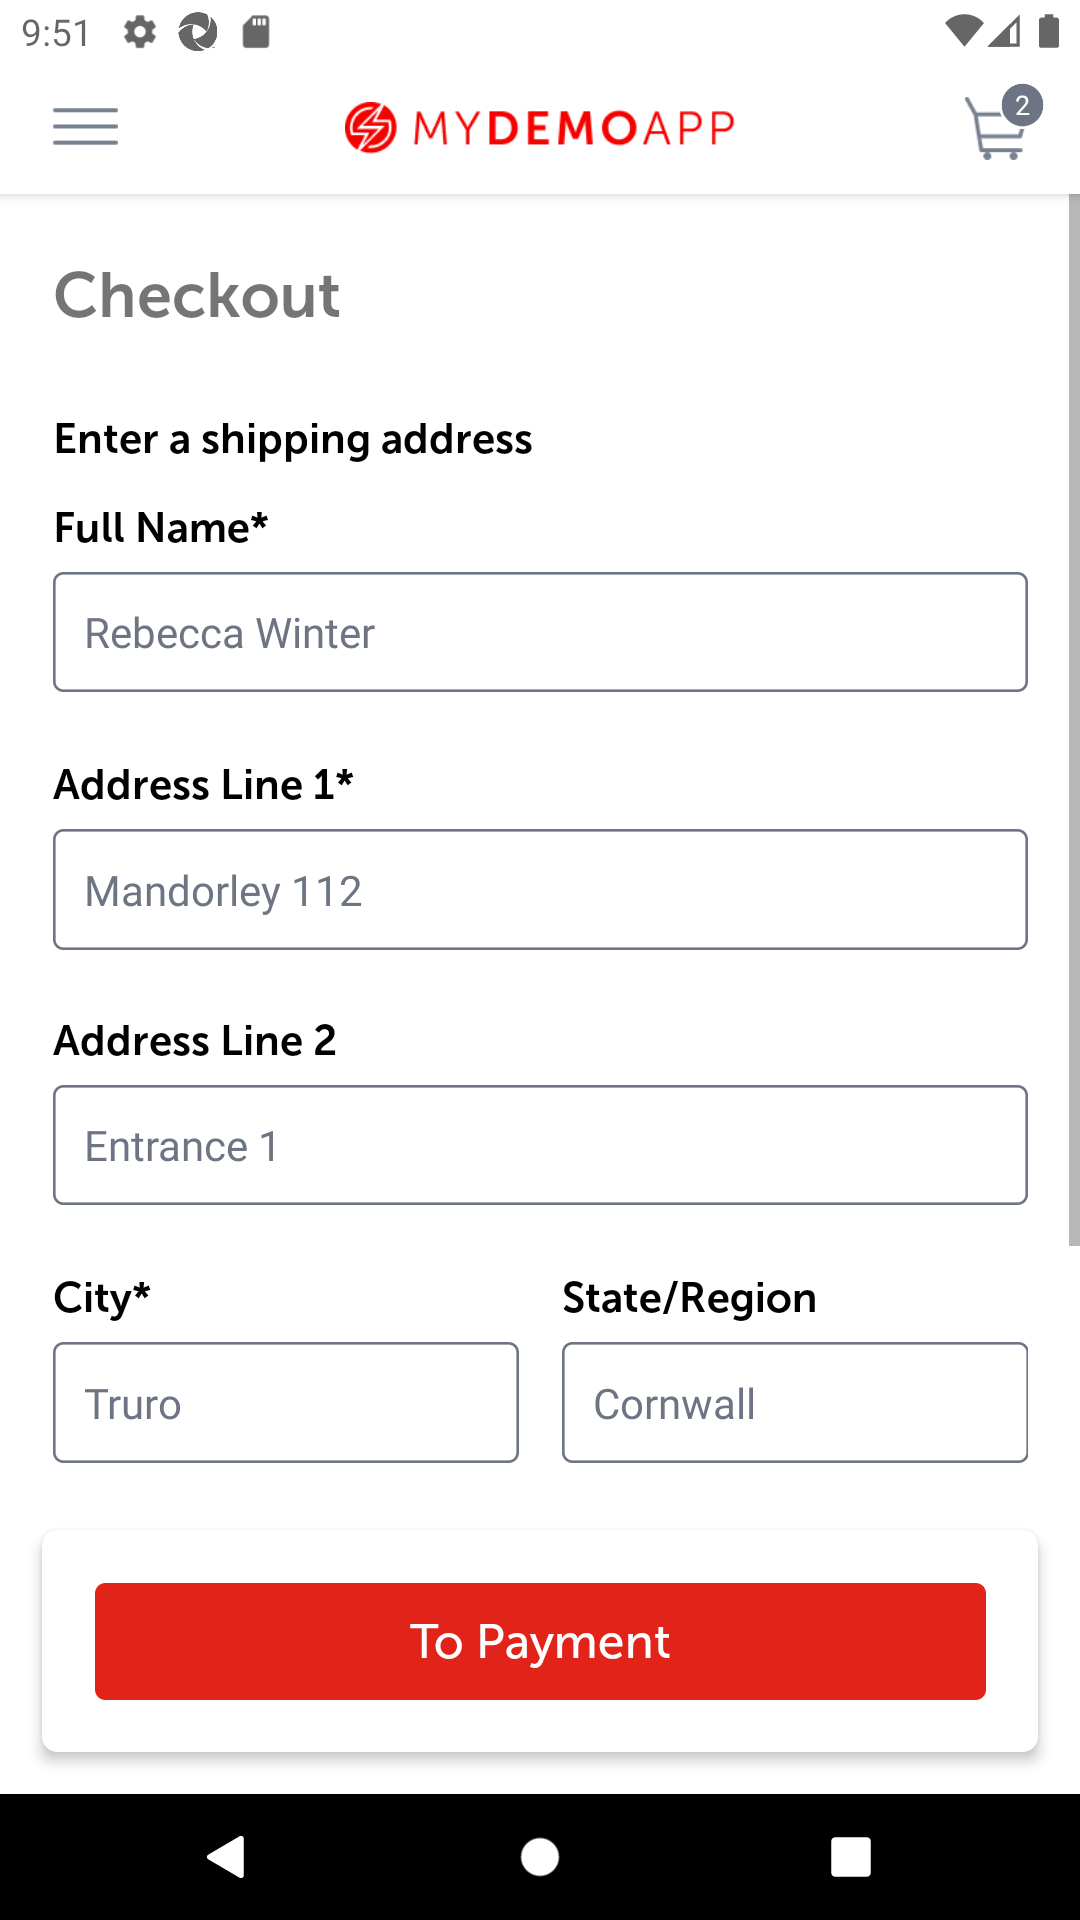 9:51
MYDEMOAPP
2
Checkout
Enter a shipping address
Full Name*
Rebecca Winter
Address Line 1*
Mandorley 112
Address Line 2
Entrance 1
City* State/Region
Truro Cornwall
To Payment